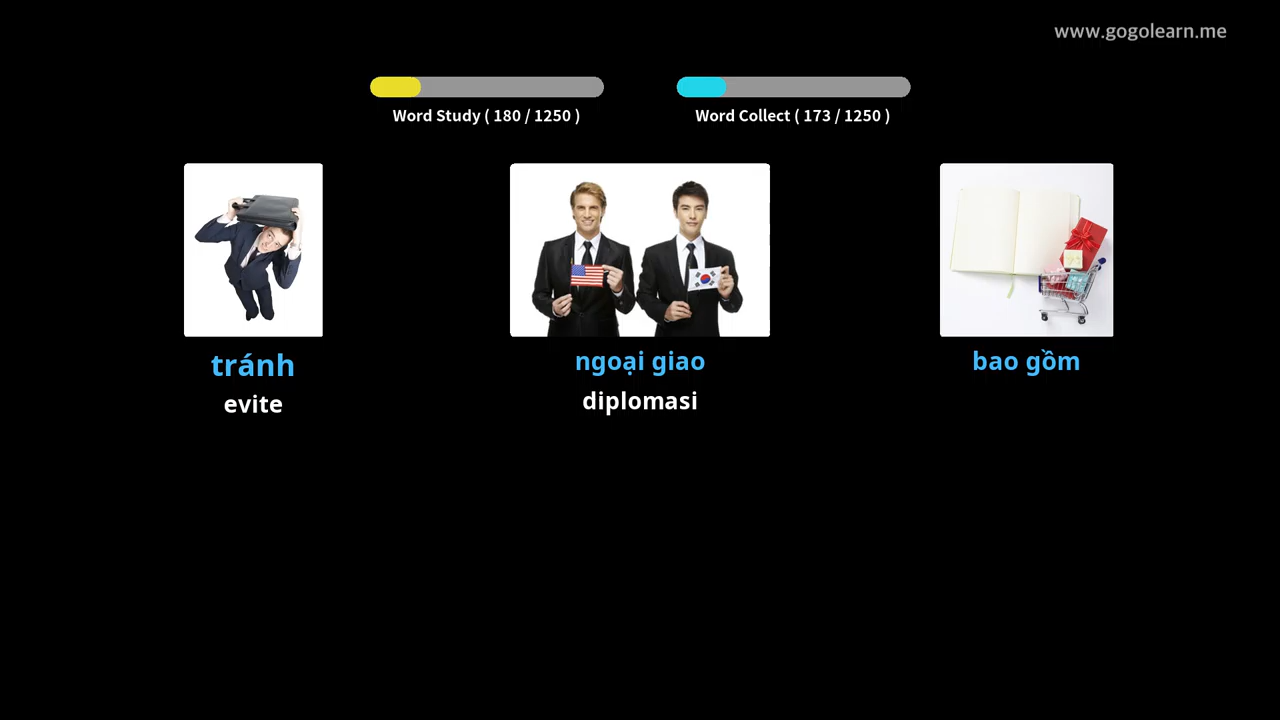 www.gogolearn.me
Word Study ( 180 / 1250 )
Word Collect ( 173 / 1250 )
tránh
evite
ngoại giao
diplomasi
bao gồm